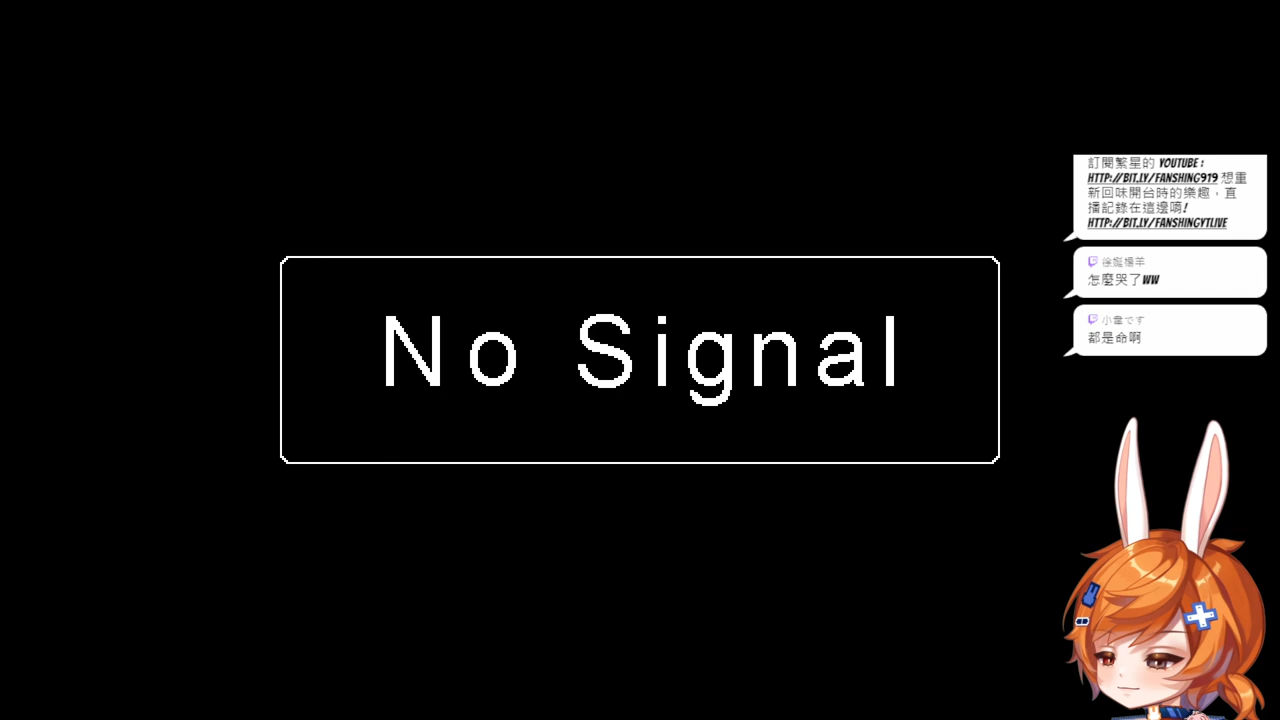 No Signal
訂閱繁星的 YOUTUBE :
HTTP://BIT.LY/FANSHING919 想重
新回味開台時的樂趣，直
播記錄在這邊唷!
HTTP://BIT.LY/FANSHINGYTLIVE
怎麼哭了WW
小韋です
都是命啊